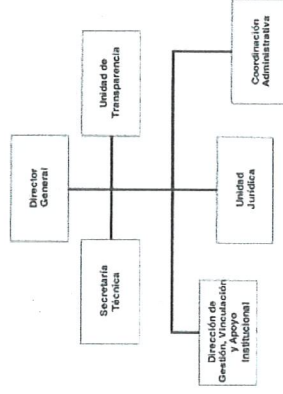 Director
General
Secretaría
Técnica
Unidad de
Transparencia
Dirección de
Gestión, Vinculación
y Apoyo
Institucional
Unidad
Jurídica
Coordinación
Administrativa